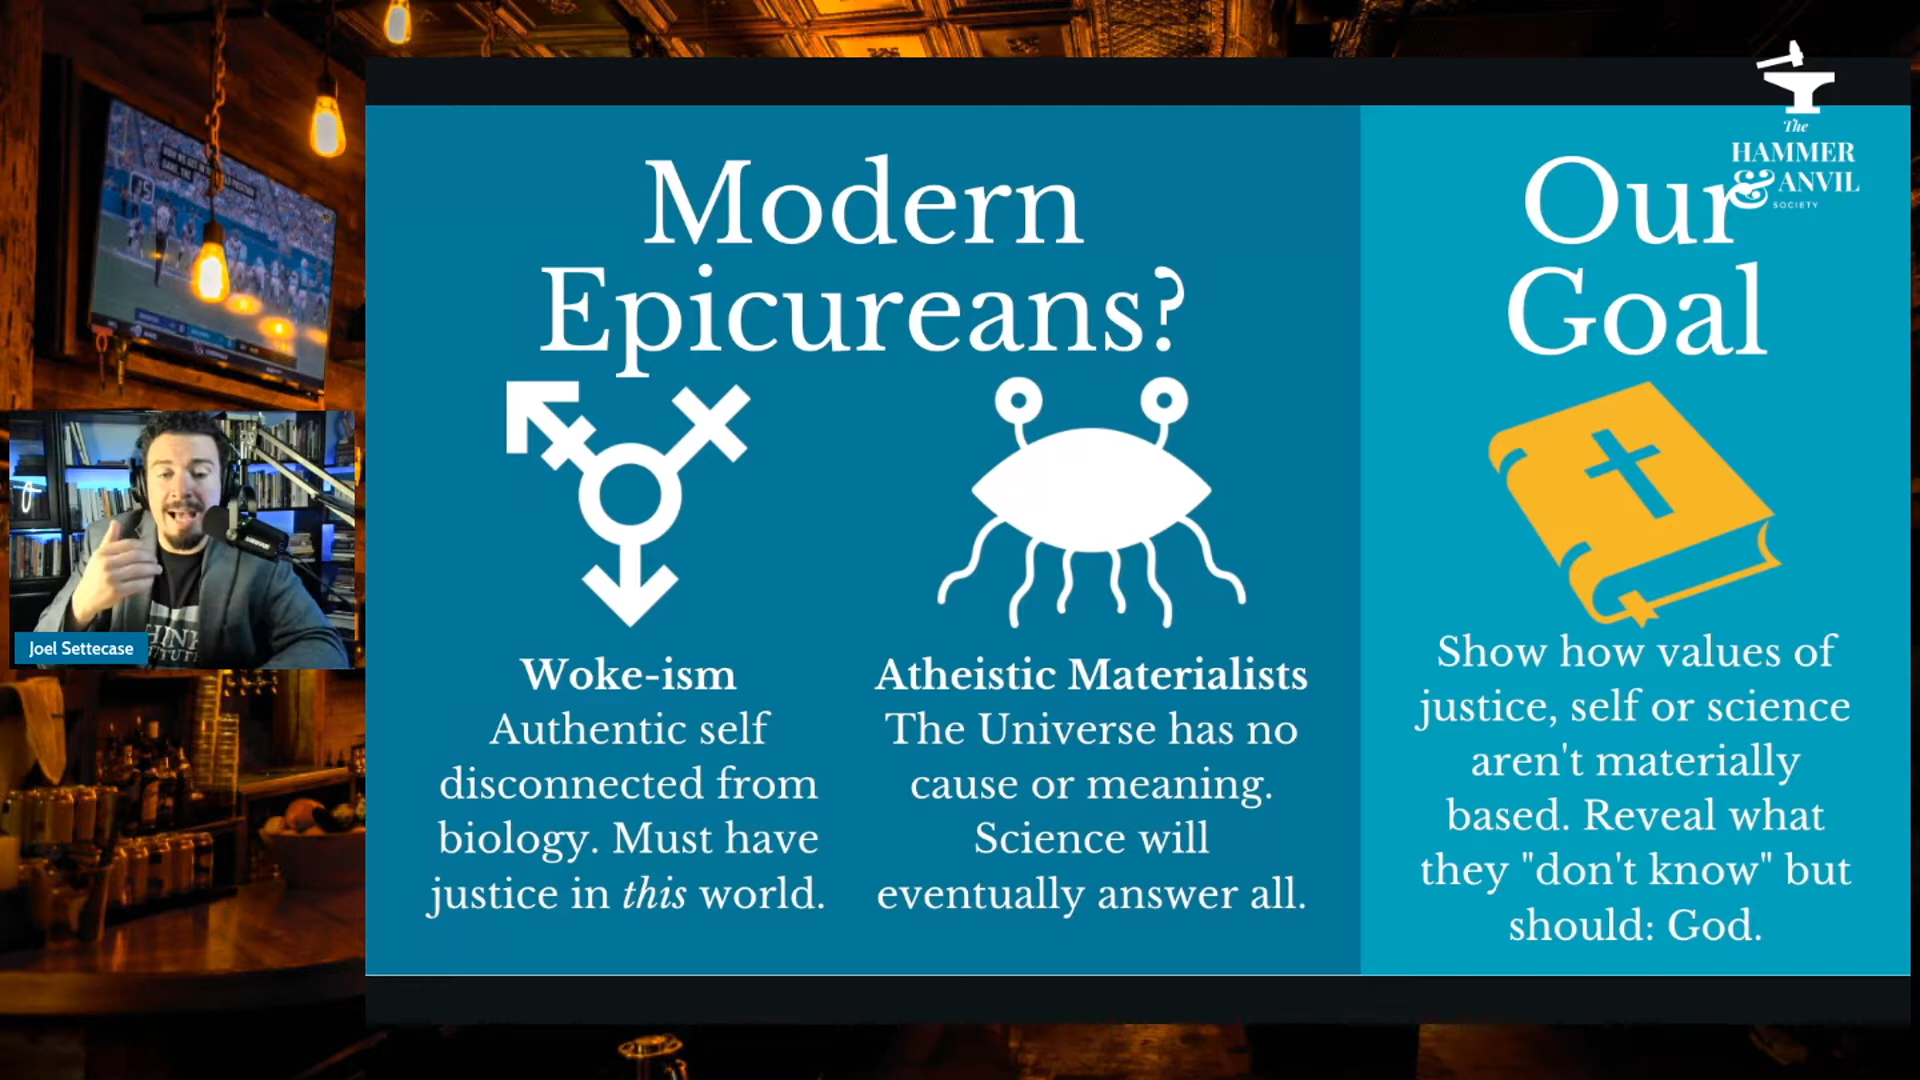 The
HAMMER
& ANVIL
SOCIETY
Modern
Epicureans?
Our
Goal
Woke-ism
Authentic self
disconnected from
biology. Must have
justice in this world.
Atheistic Materialists
The Universe has no
cause or meaning.
Science will
eventually answer all.
Show how values of
justice, self or science
aren't materially
based. Reveal what
they "don't know" but
should: God.
Joel Settecase
15